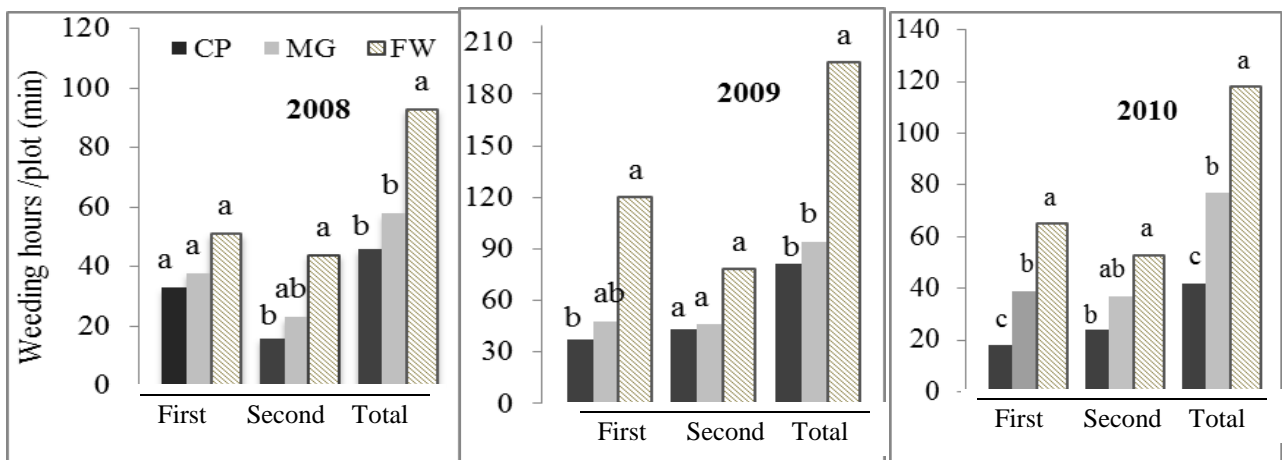 Weeding hours /plot (min)
120
100
80
60
40
20
0
CP MG FW
2008
a a a
b ab a
b b a
First Second Total
210
180
150
120
90
60
30
0
2009
b ab a
a a a
b b a
First Second Total
140
120
100
80
60
40
20
0
2010
c b a
b ab a
c b a
First Second Total